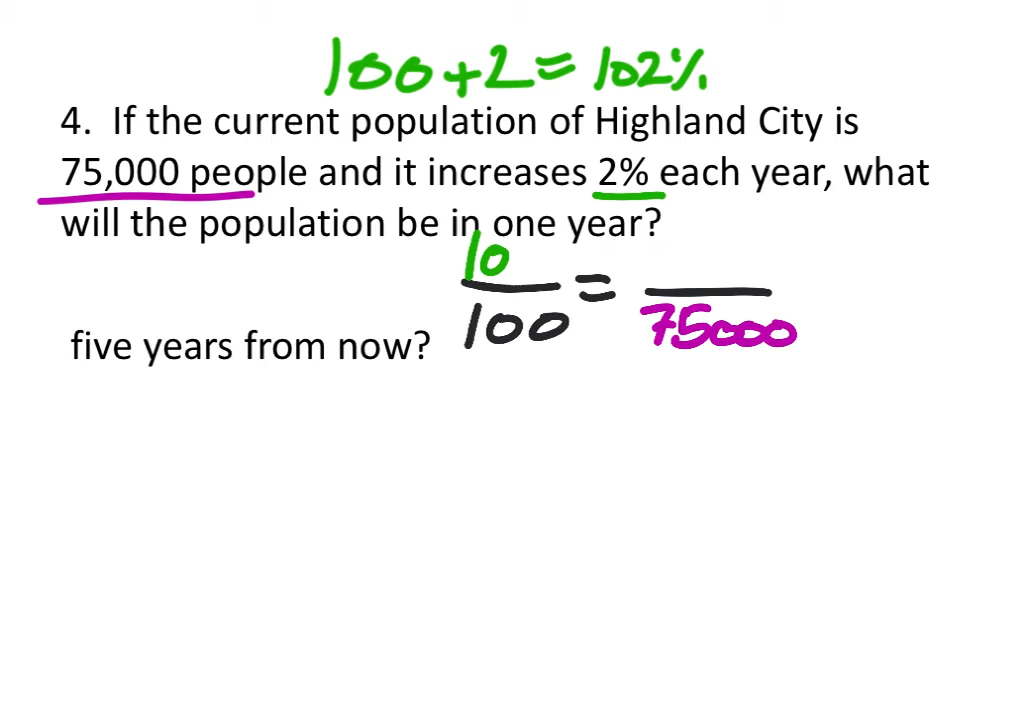 100+2=102%
4. If the current population of Highland City is
75,000 people and it increases 2% each year, what
will the population be in one year?
10
100 = 75000
five years from now?